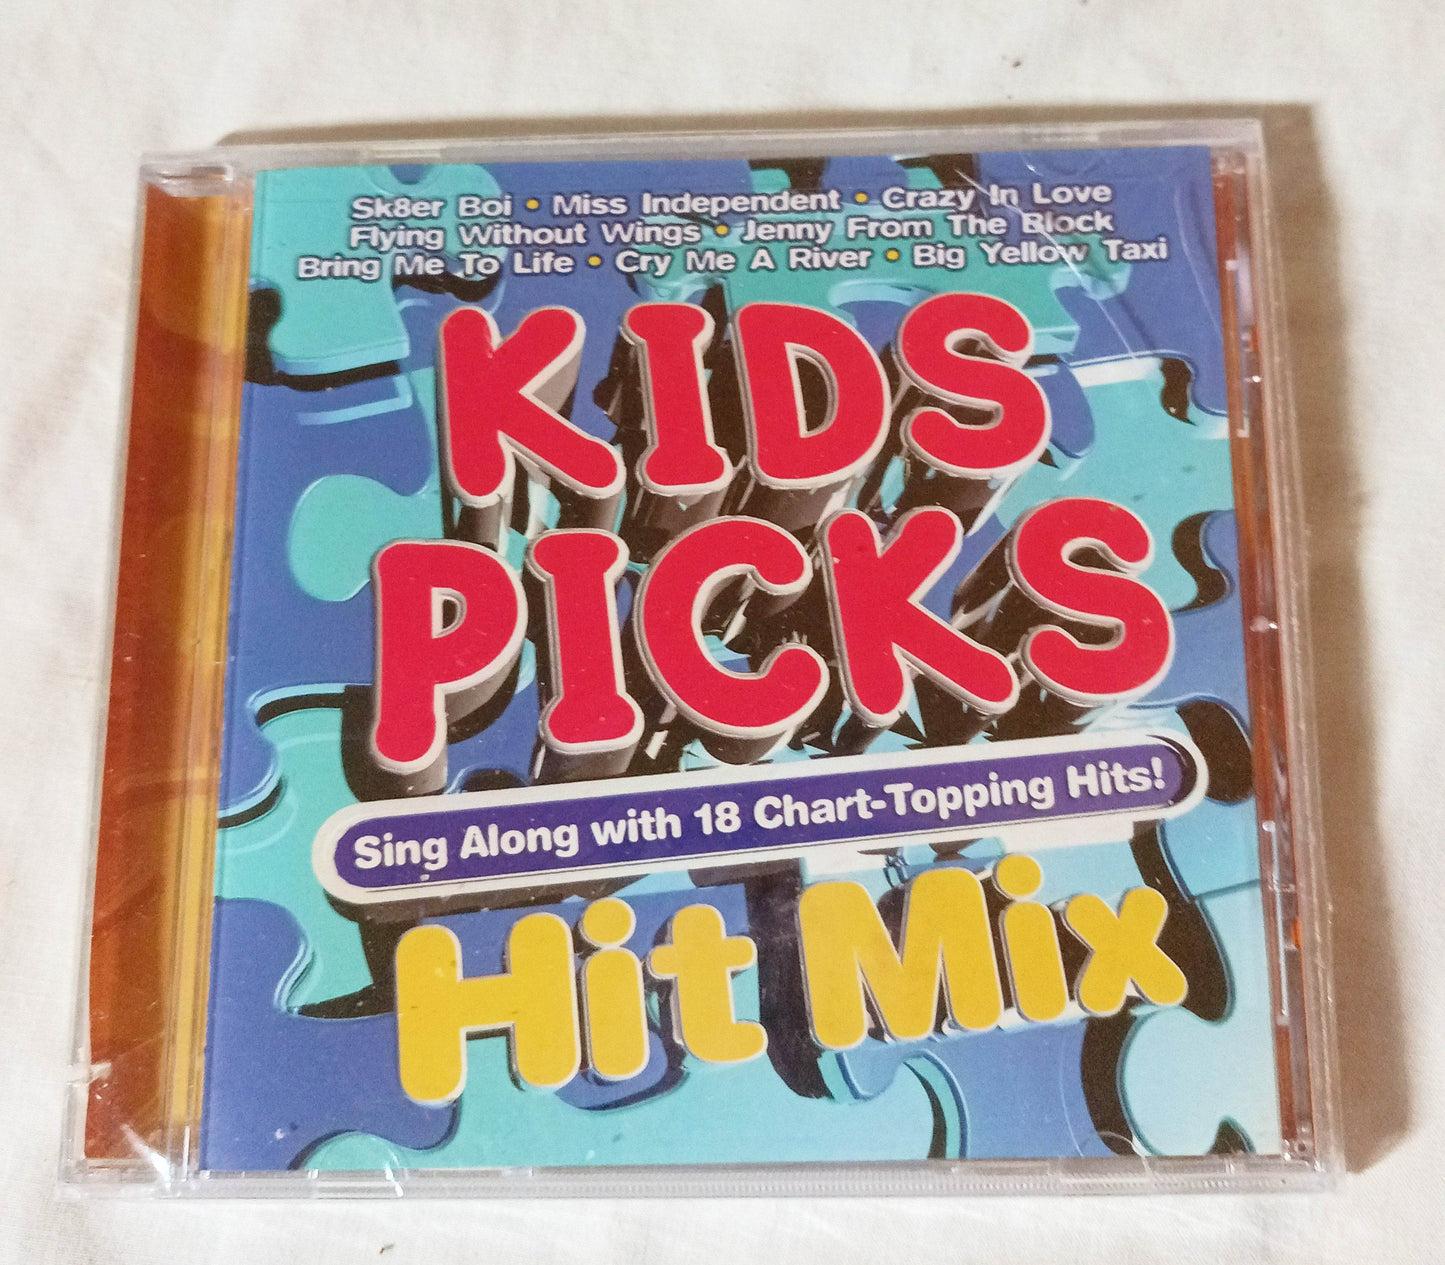 Sk8er Boi • Miss Independent • Crazy In Love
Flying Without Wings • Jenny From The Block
Bring Me To Life • Cry Me A River • Big Yellow Taxi
KIDS
PICKS
Sing Along with 18 Chart-Topping Hits!
Hit Mix